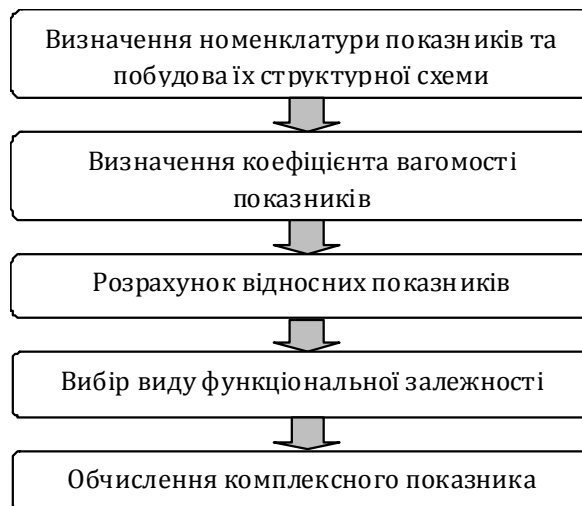 Визначення номенклатури показників та
побудова їх структурної схеми
Визначення коефіцієнта вагомості
показників
Розрахунок відносних показників
Вибір виду функціональної залежності
Обчислення комплексного показника